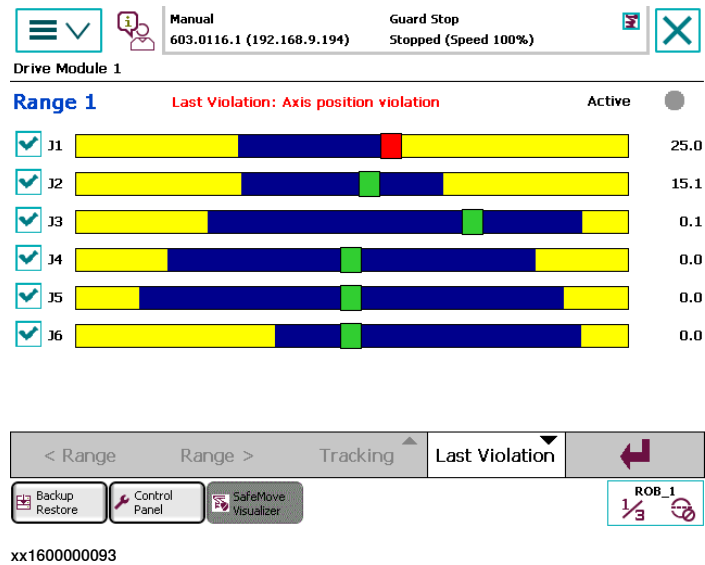 Manual
Guard Stop
603.0116.1 (192.168.9.194)
Stopped (Speed 100%)
Drive Module 1
Range 1
Last Violation: Axis position violation
Active
J1 25.0
J2 15.1
J3 0.1
J4 0.0
J5 0.0
J6 0.0
< Range
Range >
Tracking
Last Violation
Backup
Restore
Control
Panel
SafeMove
Visualizer
ROB_1
1/3
xx1600000093